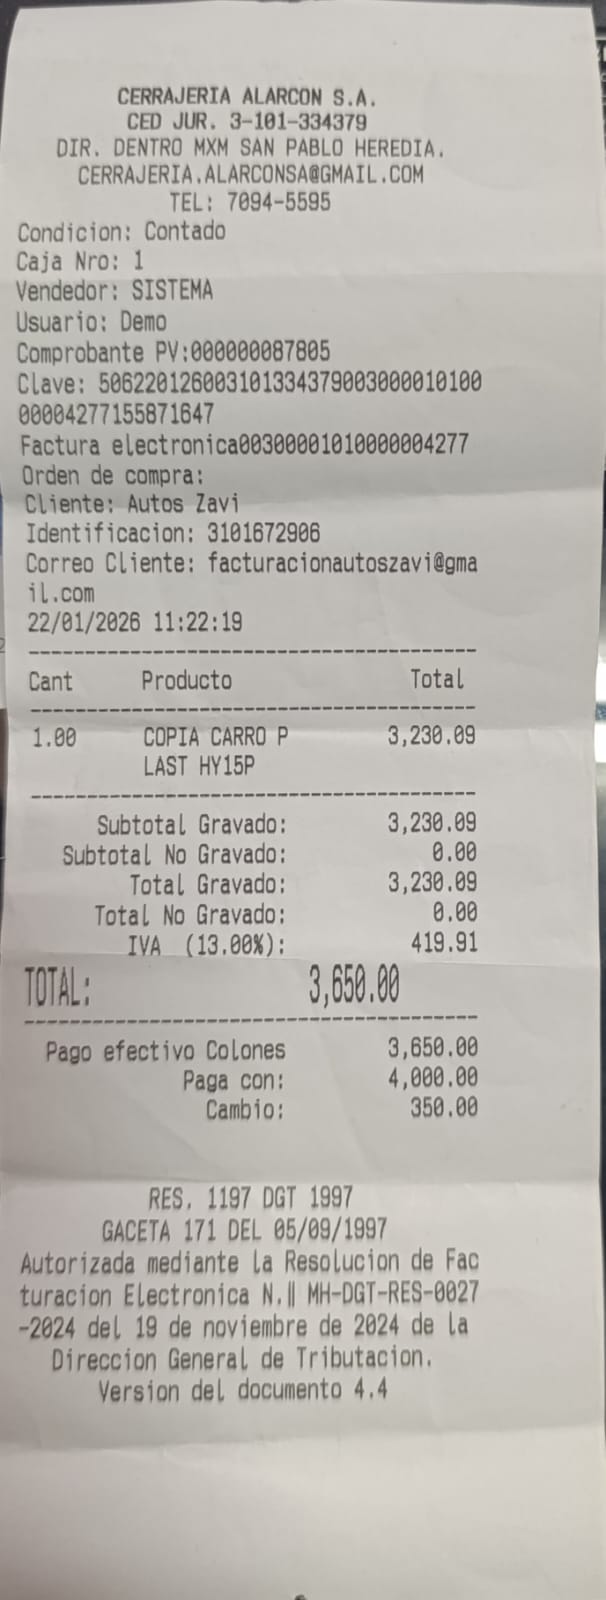 CERRAJERIA ALARCON S.A.
CED JUR. 3-101-334379
DIR. DENTRO MXM SAN PABLO HEREDIA.
CERRAJERIA.ALARCONSA@GMAIL.COM
TEL: 7094-5595
Condicion: Contado
Caja Nro: 1
Vendedor: SISTEMA
Usuario: Demo
Comprobante PV:000000087805
Clave: 506220126003101334379003000010100
00004277155871647
Factura electronica00300001010000004277
Orden de compra:
Cliente: Autos Zavi
Identificacion: 3101672906
Correo Cliente: facturacionautoszavi@gma
il.com
22/01/2026 11:22:19
Cant Producto Total
1.00 COPIA CARRO P 3,230.09
LAST HY15P
Subtotal Gravado: 3,230.09
Subtotal No Gravado: 0.00
Total Gravado: 3,230.09
Total No Gravado: 0.00
IVA (13.00%): 419.91
TOTAL: 3,650.00
Pago efectivo Colones 3,650.00
Paga con: 4,000.00
Cambio: 350.00
RES. 1197 DGT 1997
GACETA 171 DEL 05/09/1997
Autorizada mediante la Resolucion de Fac
turacion Electronica N.║ MH-DGT-RES-0027
-2024 del 19 de noviembre de 2024 de la
Direccion General de Tributacion.
Version del documento 4.4